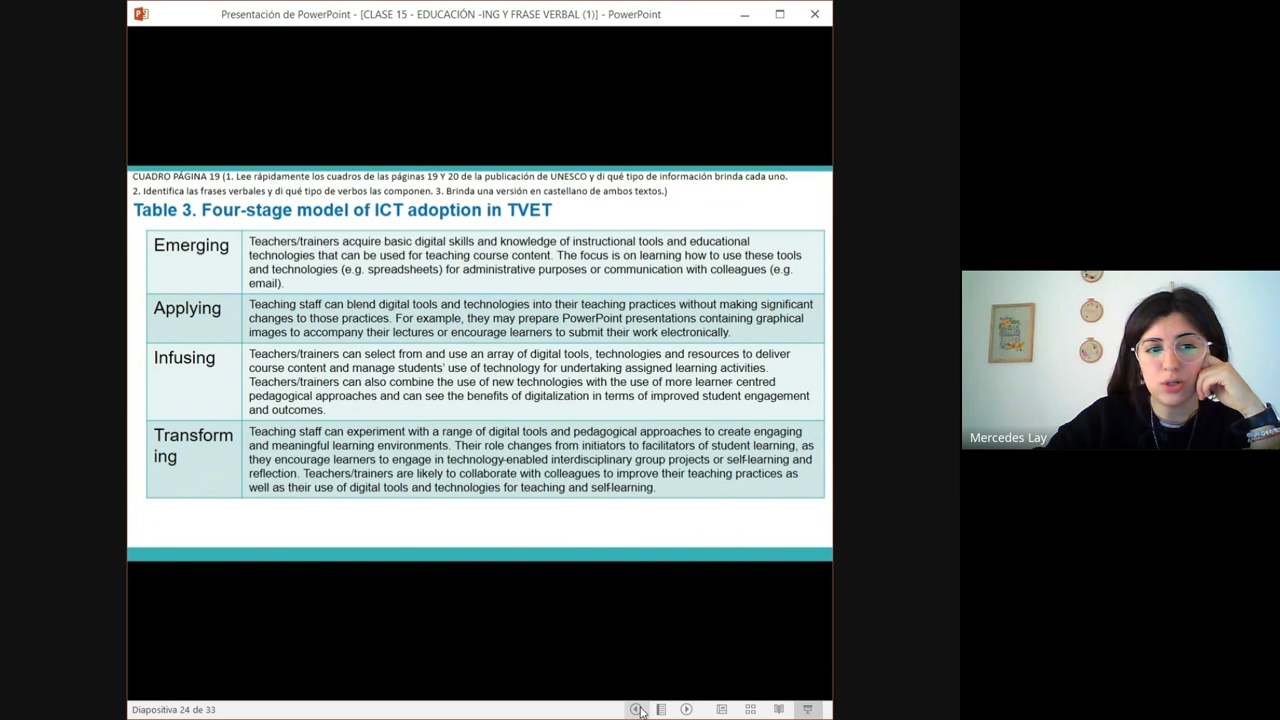 Presentación de PowerPoint - [CLASE 15 - EDUCACIÓN -ING Y FRASE VERBAL (1)] - PowerPoint
CUADRO PÁGINA 19 (1. Lee rápidamente los cuadros de las páginas 19 Y 20 de la publicación de UNESCO y di qué tipo de información brinda cada uno.
2. Identifica las frases verbales y di qué tipo de verbos las componen. 3. Brinda una versión en castellano de ambos textos.)
Table 3. Four-stage model of ICT adoption in TVET
Emerging
Teachers/trainers acquire basic digital skills and knowledge of instructional tools and educational
technologies that can be used for teaching course content. The focus is on learning how to use these tools
and technologies (e.g. spreadsheets) for administrative purposes or communication with colleagues (e.g.
email).
Applying
Teaching staff can blend digital tools and technologies into their teaching practices without making significant
changes to those practices. For example, they may prepare PowerPoint presentations containing graphical
images to accompany their lectures or encourage learners to submit their work electronically.
Infusing
Teachers/trainers can select from and use an array of digital tools, technologies and resources to deliver
course content and manage students' use of technology for undertaking assigned learning activities.
Teachers/trainers can also combine the use of new technologies with the use of more learner- centred
pedagogical approaches and can see the benefits of digitalization in terms of improved student engagement
and outcomes.
Transform
ing
Teaching staff can experiment with a range of digital tools and pedagogical approaches to create engaging
and meaningful learning environments. Their role changes from initiators to facilitators of student learning, as
they encourage learners to engage in technology-enabled interdisciplinary group projects or self-learning and
reflection. Teachers/trainers are likely to collaborate with colleagues to improve their teaching practices as
well as their use of digital tools and technologies for teaching and self-learning.
Mercedes Lay
Diapositiva 24 de 33